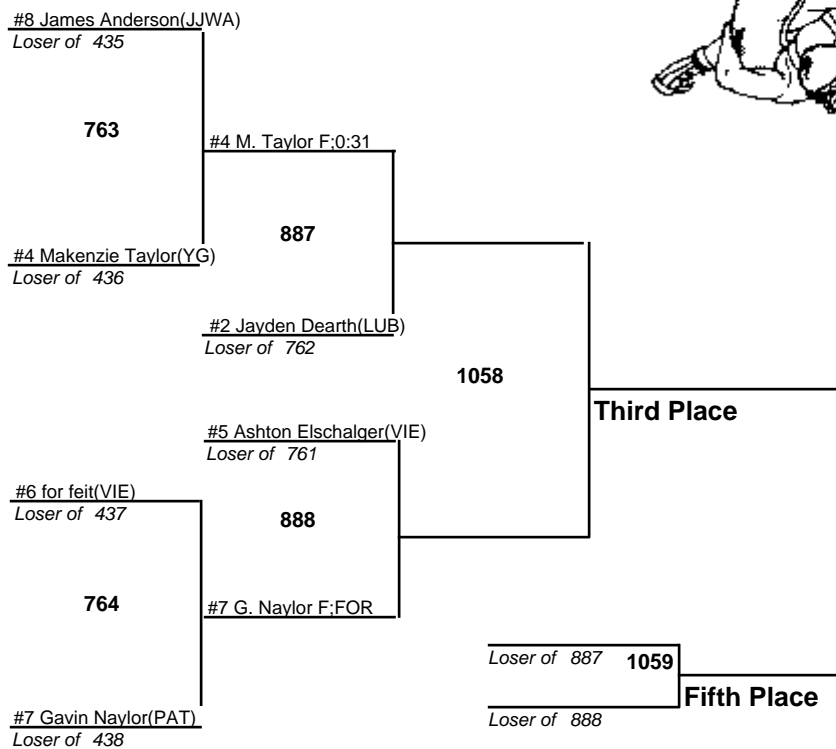 #8 James Anderson(JJWA)
Loser of 435
763
#4 M. Taylor F;0:31
887
#4 Makenzie Taylor(YG)
Loser of 436
#2 Jayden Dearth(LUB)
Loser of 762
1058
Third Place
#5 Ashton Elschalger(VIE)
Loser of 761
#6 for feit(VIE)
Loser of 437
888
764
#7 G. Naylor F;FOR
Loser of 887
1059
Fifth Place
#7 Gavin Naylor(PAT)
Loser of 438
Loser of 888